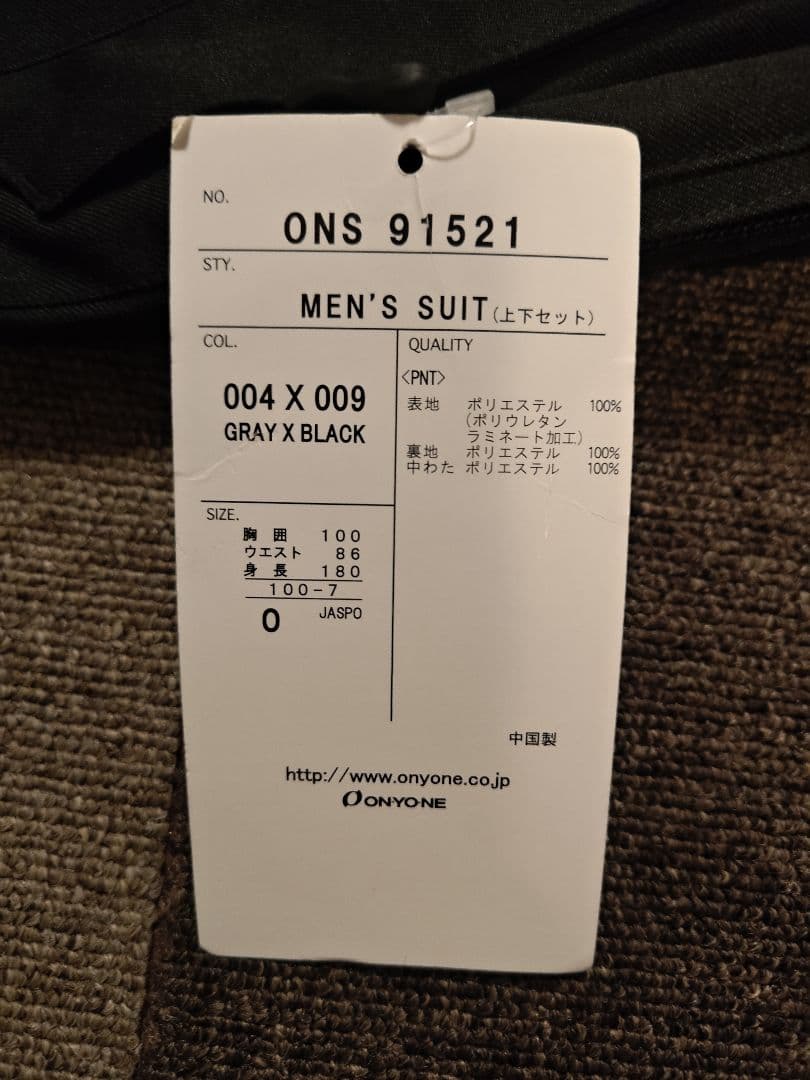 NO.
ONS 91521
STY.
MEN'S SUIT(上下セット)
COL.
004 X 009
GRAY X BLACK
QUALITY
〈PNT〉
表地 ポリエステル 100%
(ポリウレタン
ラミネート加工)
裏地 ポリエステル 100%
中わた ポリエステル 100%
SIZE.
胸囲 100
ウエスト 86
身長 180
100-7
O JASPO
中国製
http://www.onyone.co.jp
ON・YO・NE